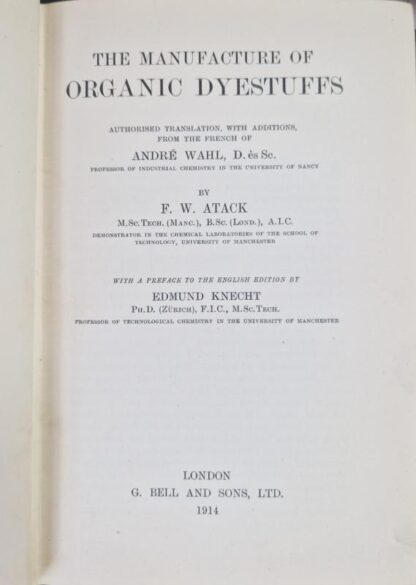 THE MANUFACTURE OF
ORGANIC DYESTUFFS
AUTHORISED TRANSLATION, WITH ADDITIONS,
FROM THE FRENCH OF
ANDRÉ WAHL, D. ès Sc.
PROFESSOR OF INDUSTRIAL CHEMISTRY IN THE UNIVERSITY OF NANCY
BY
F. W. ATACK
M.Sc.Tech. (Manc.), B.Sc. (Lond.), A.I.C.
DEMONSTRATOR IN THE CHEMICAL LABORATORIES OF THE SCHOOL OF
TECHNOLOGY, UNIVERSITY OF MANCHESTER
WITH A PREFACE TO THE ENGLISH EDITION BY
EDMUND KNECHT
Ph.D. (Zürich), F.I.C., M.Sc.Tech.
PROFESSOR OF TECHNOLOGICAL CHEMISTRY IN THE UNIVERSITY OF MANCHESTER
LONDON
G. BELL AND SONS, LTD.
1914